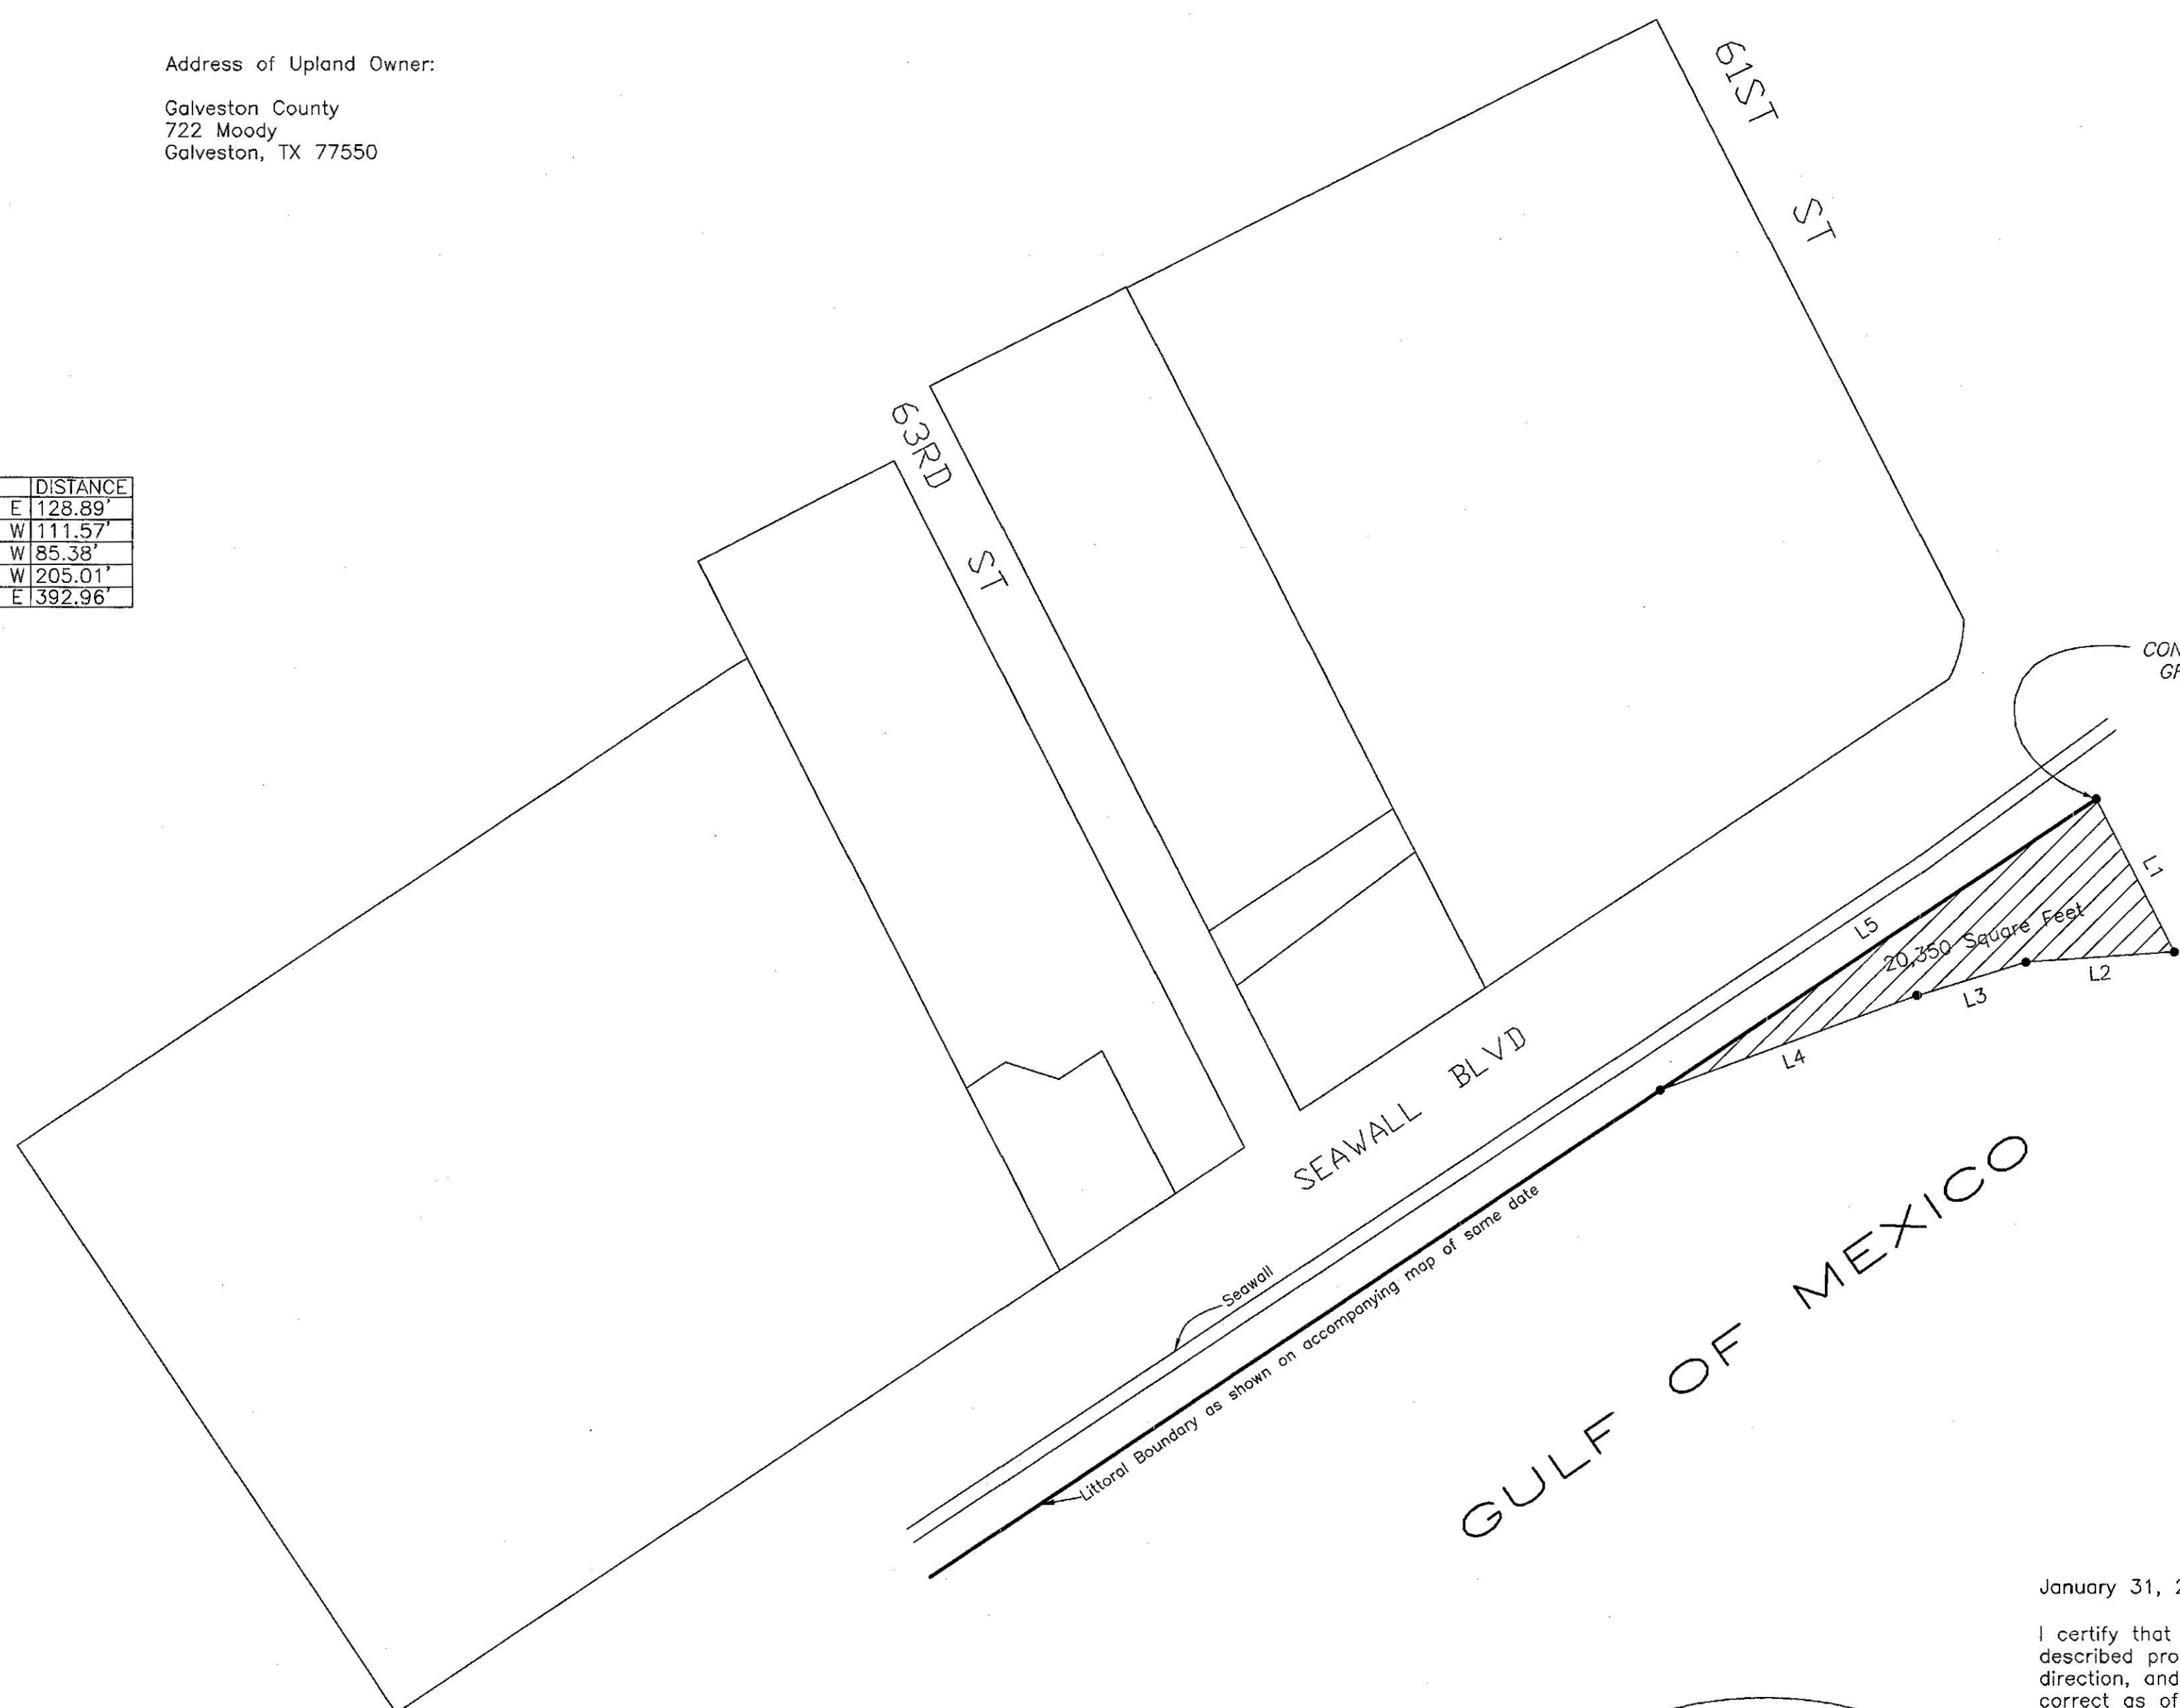 Address of Upland Owner:
Galveston County
722 Moody
Galveston, TX 77550
61ST ST
63RD ST
DISTANCE
E 128.89'
W 111.57'
W 85.38'
W 205.01'
E 392.96'
L1
L5
20,350 Square Feet
L2
L3
L4
SEAWALL BLVD
Seawall
Littoral Boundary as shown on accompanying map of same date
GULF OF MEXICO
January 31,
I certify that
described
direction, and
correct as of